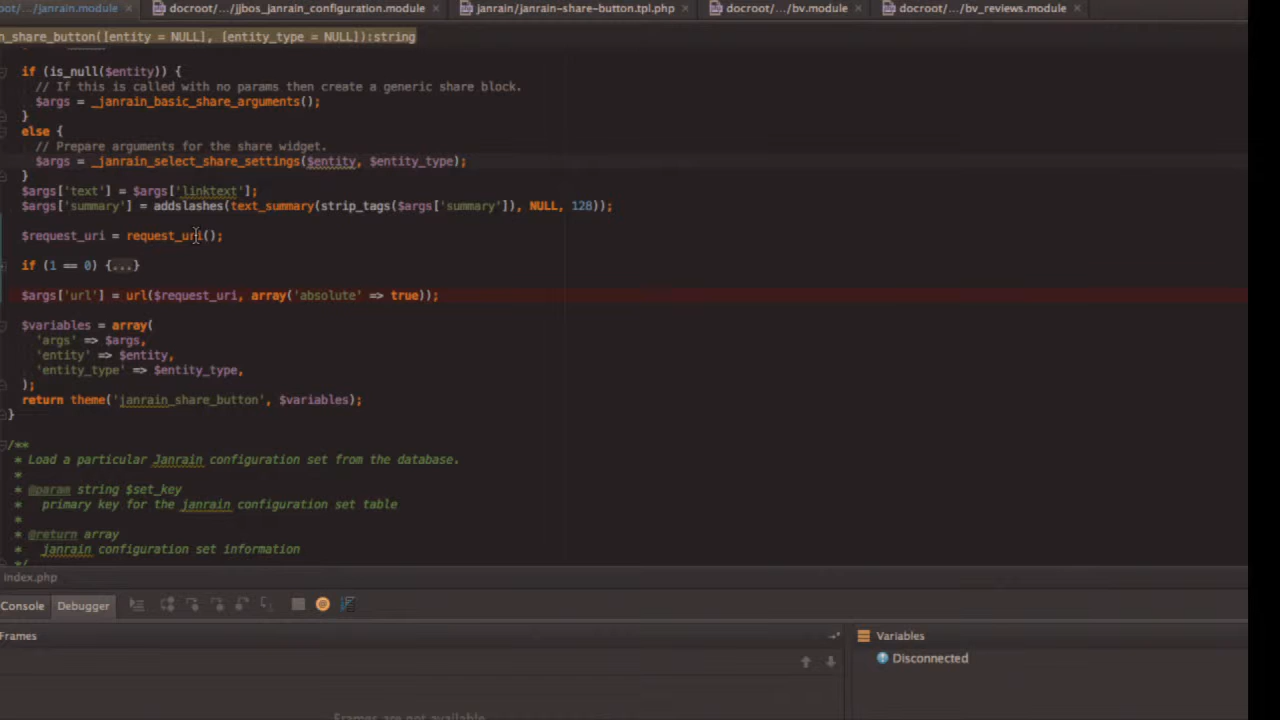 oot/.../janrain.module docroot/.../jjbos_janrain_configuration.module janrain/janrain-share-button.tpl.php docroot/.../bv.module docroot/.../bv_reviews.module
n_share_button([entity = NULL], [entity_type = NULL]):string
if (is_null($entity)) {
// If this is called with no params then create a generic share block.
$args = _janrain_basic_share_arguments();
}
else {
// Prepare arguments for the share widget.
$args = _janrain_select_share_settings($entity, $entity_type);
}
$args['text'] = $args['linktext'];
$args['summary'] = addslashes(text_summary(strip_tags($args['summary']), NULL, 128));
$request_uri = request_uri();
if (1 == 0) {...}
$args['url'] = url($request_uri, array('absolute' => true));
$variables = array(
'args' => $args,
'entity' => $entity,
'entity_type' => $entity_type,
);
return theme('janrain_share_button', $variables);
}
/**
* Load a particular Janrain configuration set from the database.
*
* @param string $set_key
* primary key for the janrain configuration set table
*
* @return array
* janrain configuration set information
*/
Index.php
Console Debugger
Frames
Variables
Disconnected
Frames are not available